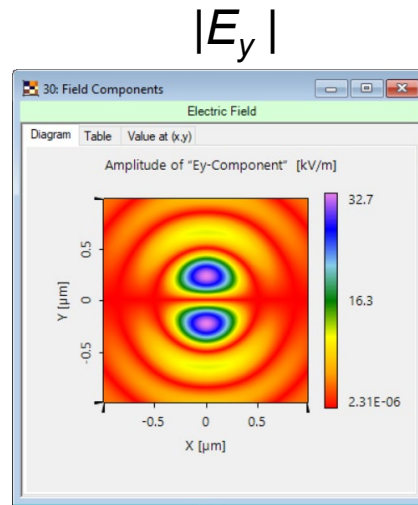 |Ey|
30: Field Components
Electric Field
Diagram Table Value at (x,y)
Amplitude of "Ey-Component" [kV/m]
32.7
16.3
2.31E-06
Y [µm]
0.5
0
-0.5
-0.5 0 0.5
X [µm]